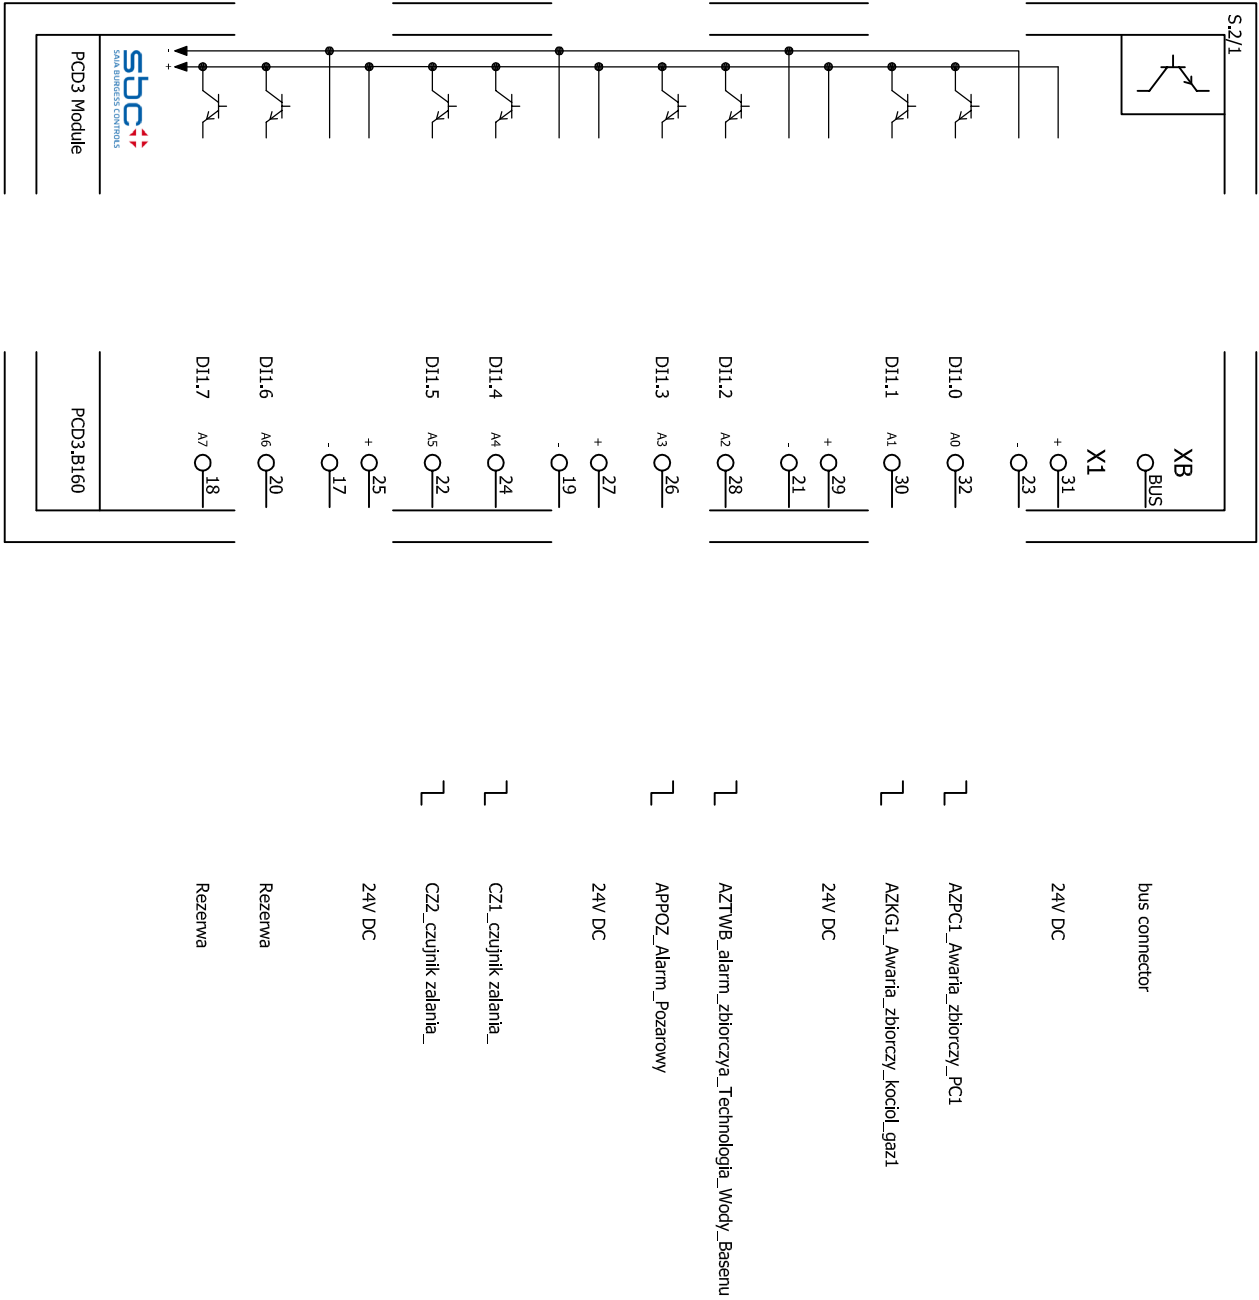 S.2/1
XB
BUS
bus connector
X1
+
31
24V DC
-
23
DI1.0
A0
32
AZPC1_Awaria_zbiorczy_PC1
DI1.1
A1
30
AZKG1_Awaria_zbiorczy_kociol_gaz1
+
29
24V DC
-
21
DI1.2
A2
28
AZTWB_alarm_zbiorczya_Technologia_Wody_Basenu
DI1.3
A3
26
APPOZ_Alarm_Pozarowy
+
27
24V DC
-
19
DI1.4
A4
24
CZ1_czujnik zalania_
DI1.5
A5
22
CZ2_czujnik zalania_
+
25
24V DC
-
17
DI1.6
A6
20
Rezerwa
DI1.7
A7
18
Rezerwa
- 
+
sbc
SAIA BURGESS CONTROLS
PCD3 Module
PCD3.B160